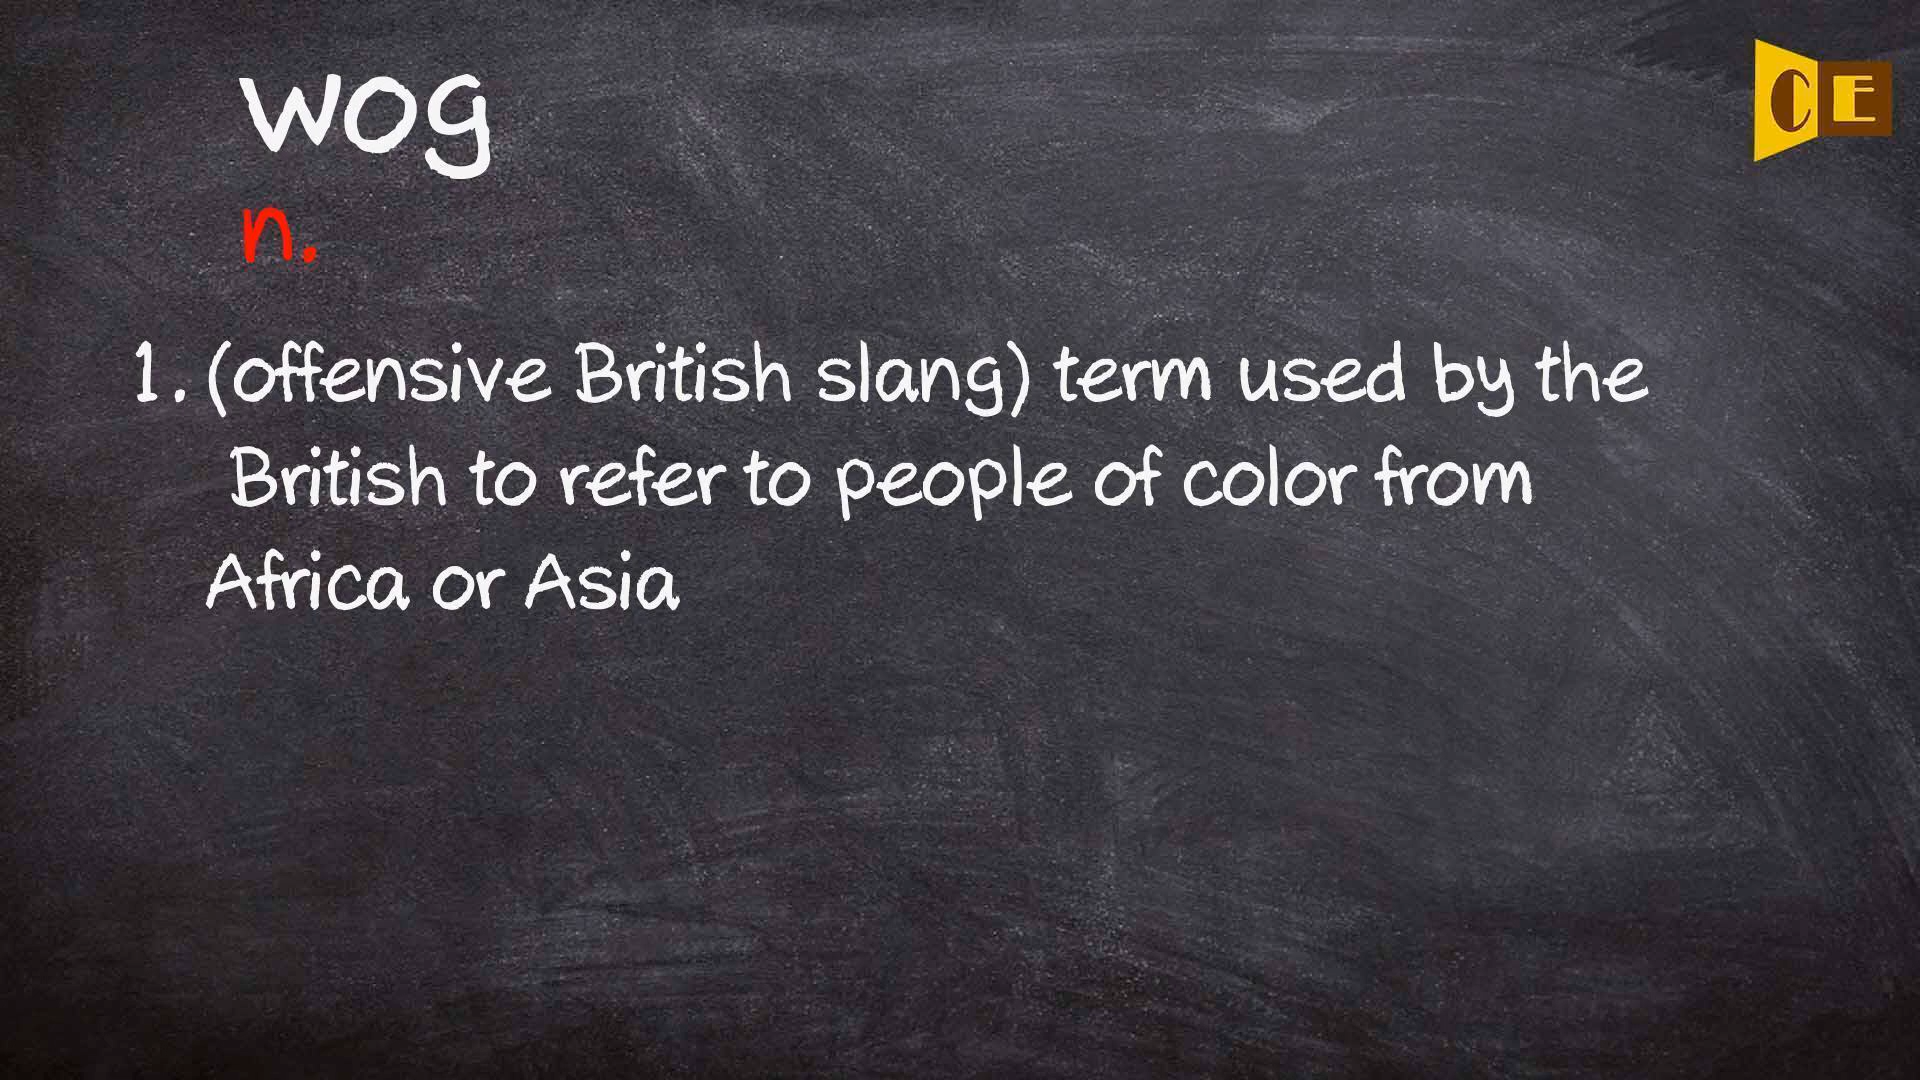 wog
CE
n.
1. (offensive British slang) term used by the
British to refer to people of color from
Africa or Asia